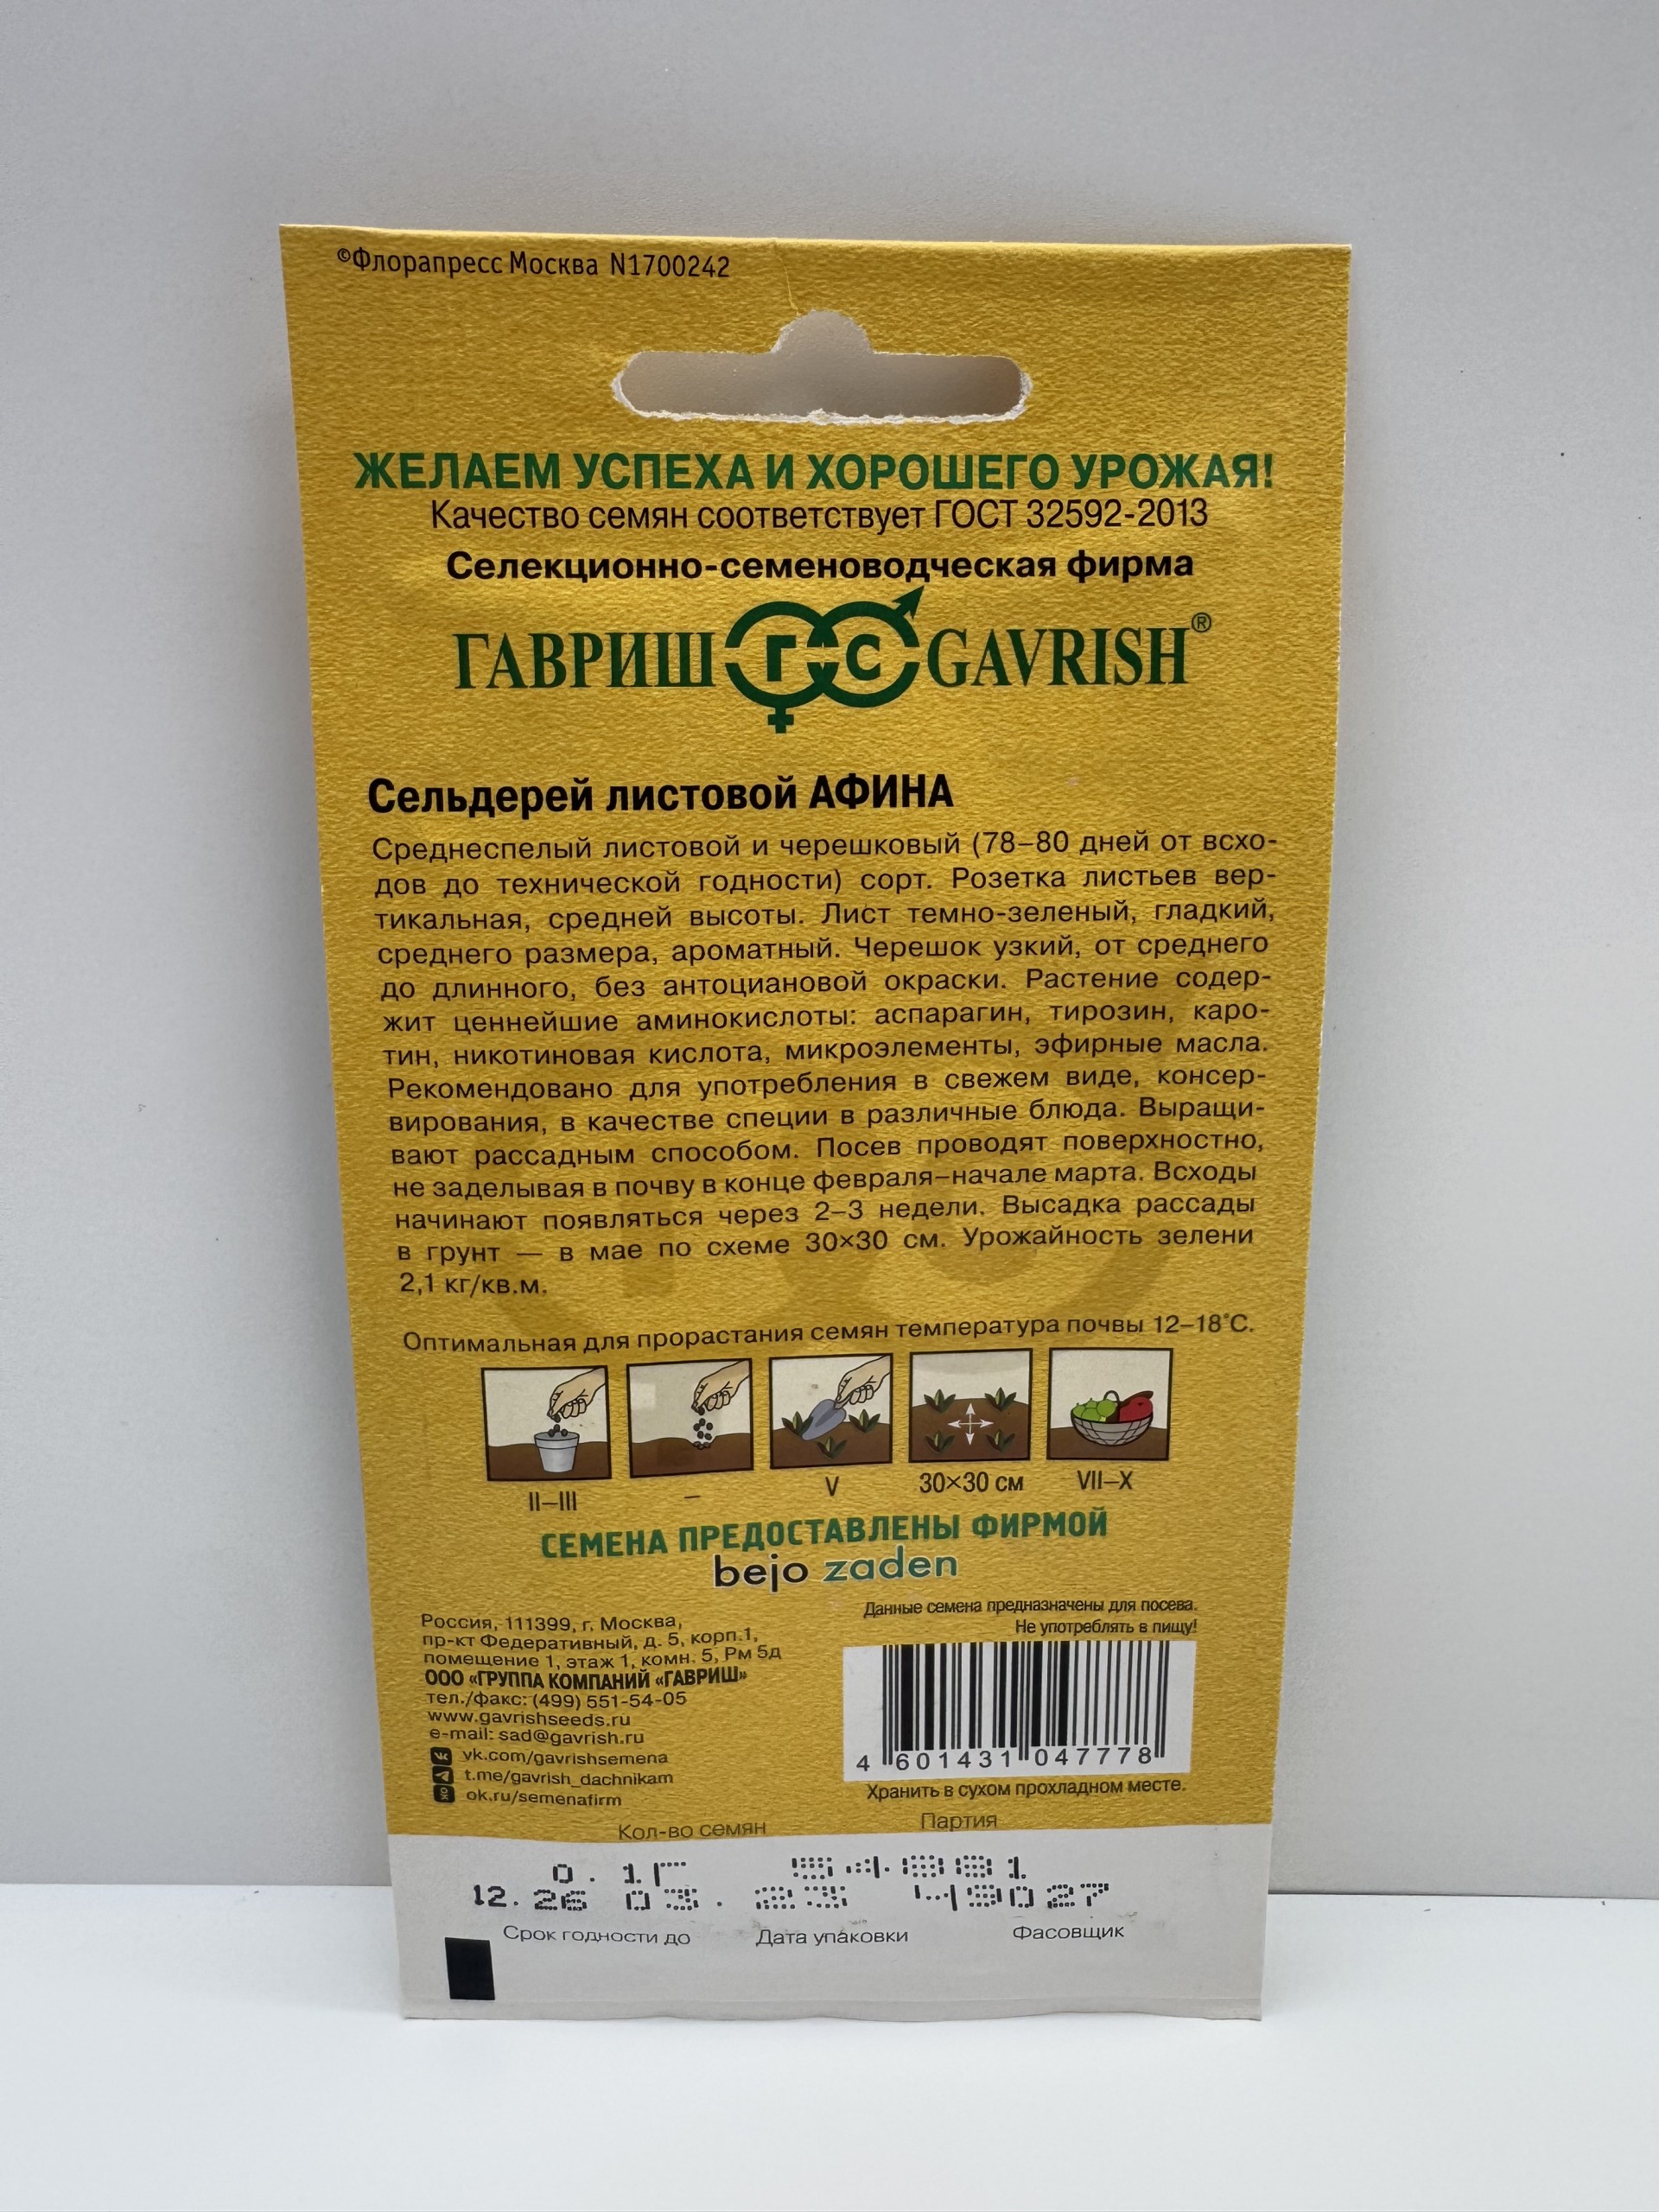 ©Флорапресс Москва N1700242
ЖЕЛАЕМ УСПЕХА И ХОРОШЕГО УРОЖАЯ!
Качество семян соответствует ГОСТ 32592-2013
Селекционно-семеноводческая фирма
ГАВРИШ ГС GAVRISH®
Сельдерей листовой АФИНА
Среднеспелый листовой и черешковый (78–80 дней от всхо-
дов до технической годности) сорт. Розетка листьев вер-
тикальная, средней высоты. Лист темно-зеленый, гладкий,
среднего размера, ароматный. Черешок узкий, от среднего
до длинного, без антоциановой окраски. Растение содер-
жит ценнейшие аминокислоты: аспарагин, тирозин, каро-
тин, никотиновая кислота, микроэлементы, эфирные масла.
Рекомендовано для употребления в свежем виде, консер-
вирования, в качестве специи в различные блюда. Выращи-
вают рассадным способом. Посев проводят поверхностно,
не заделывая в почву в конце февраля–начале марта. Всходы
начинают появляться через 2–3 недели. Высадка рассады
в грунт — в мае по схеме 30×30 см. Урожайность зелени
2,1 кг/кв.м.
Оптимальная для прорастания семян температура почвы 12–18°С.
II–III – V 30×30 см VII–X
СЕМЕНА ПРЕДОСТАВЛЕНЫ ФИРМОЙ
bejo zaden
Россия, 111399, г. Москва,
пр-кт Федеративный, д. 5, корп.1,
помещение 1, этаж 1, комн. 5, Рм 5д
ООО «ГРУППА КОМПАНИЙ «ГАВРИШ»
тел./факс: (499) 551-54-05
www.gavrishseeds.ru
e-mail: sad@gavrish.ru
vk.com/gavrishsemena
t.me/gavrish_dachnikam
ok.ru/semenafirm
Данные семена предназначены для посева.
Не употреблять в пищу!
4 601431 047778
Хранить в сухом прохладном месте.
Кол-во семян Партия
0.1Г
12.26 03.23 49027
Срок годности до Дата упаковки Фасовщик